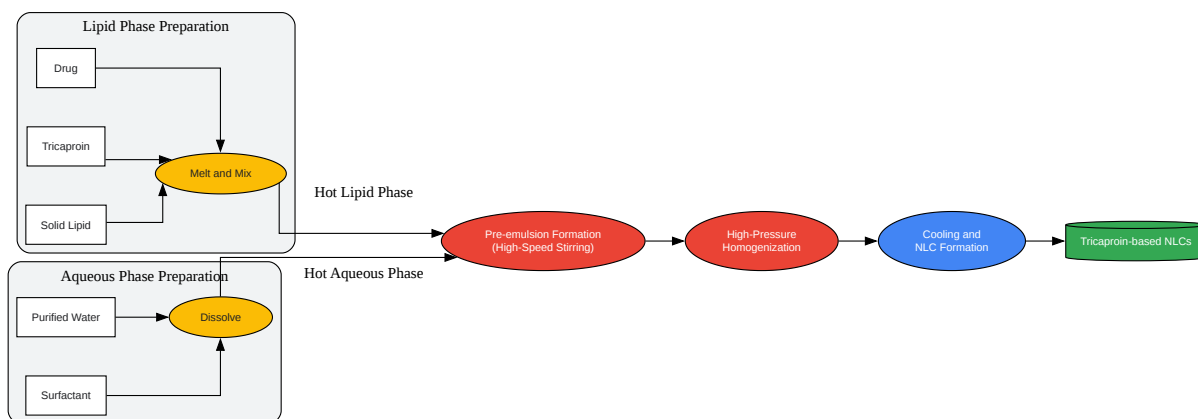 Lipid Phase Preparation
Drug
Tricaproin
Melt and Mix
Solid Lipid
Hot Lipid Phase
Aqueous Phase Preparation
Purified Water
Dissolve
Surfactant
Hot Aqueous Phase
Pre-emulsion Formation
(High-Speed Stirring)
High-Pressure
Homogenization
Cooling and
NLC Formation
Tricaproin-based NLCs